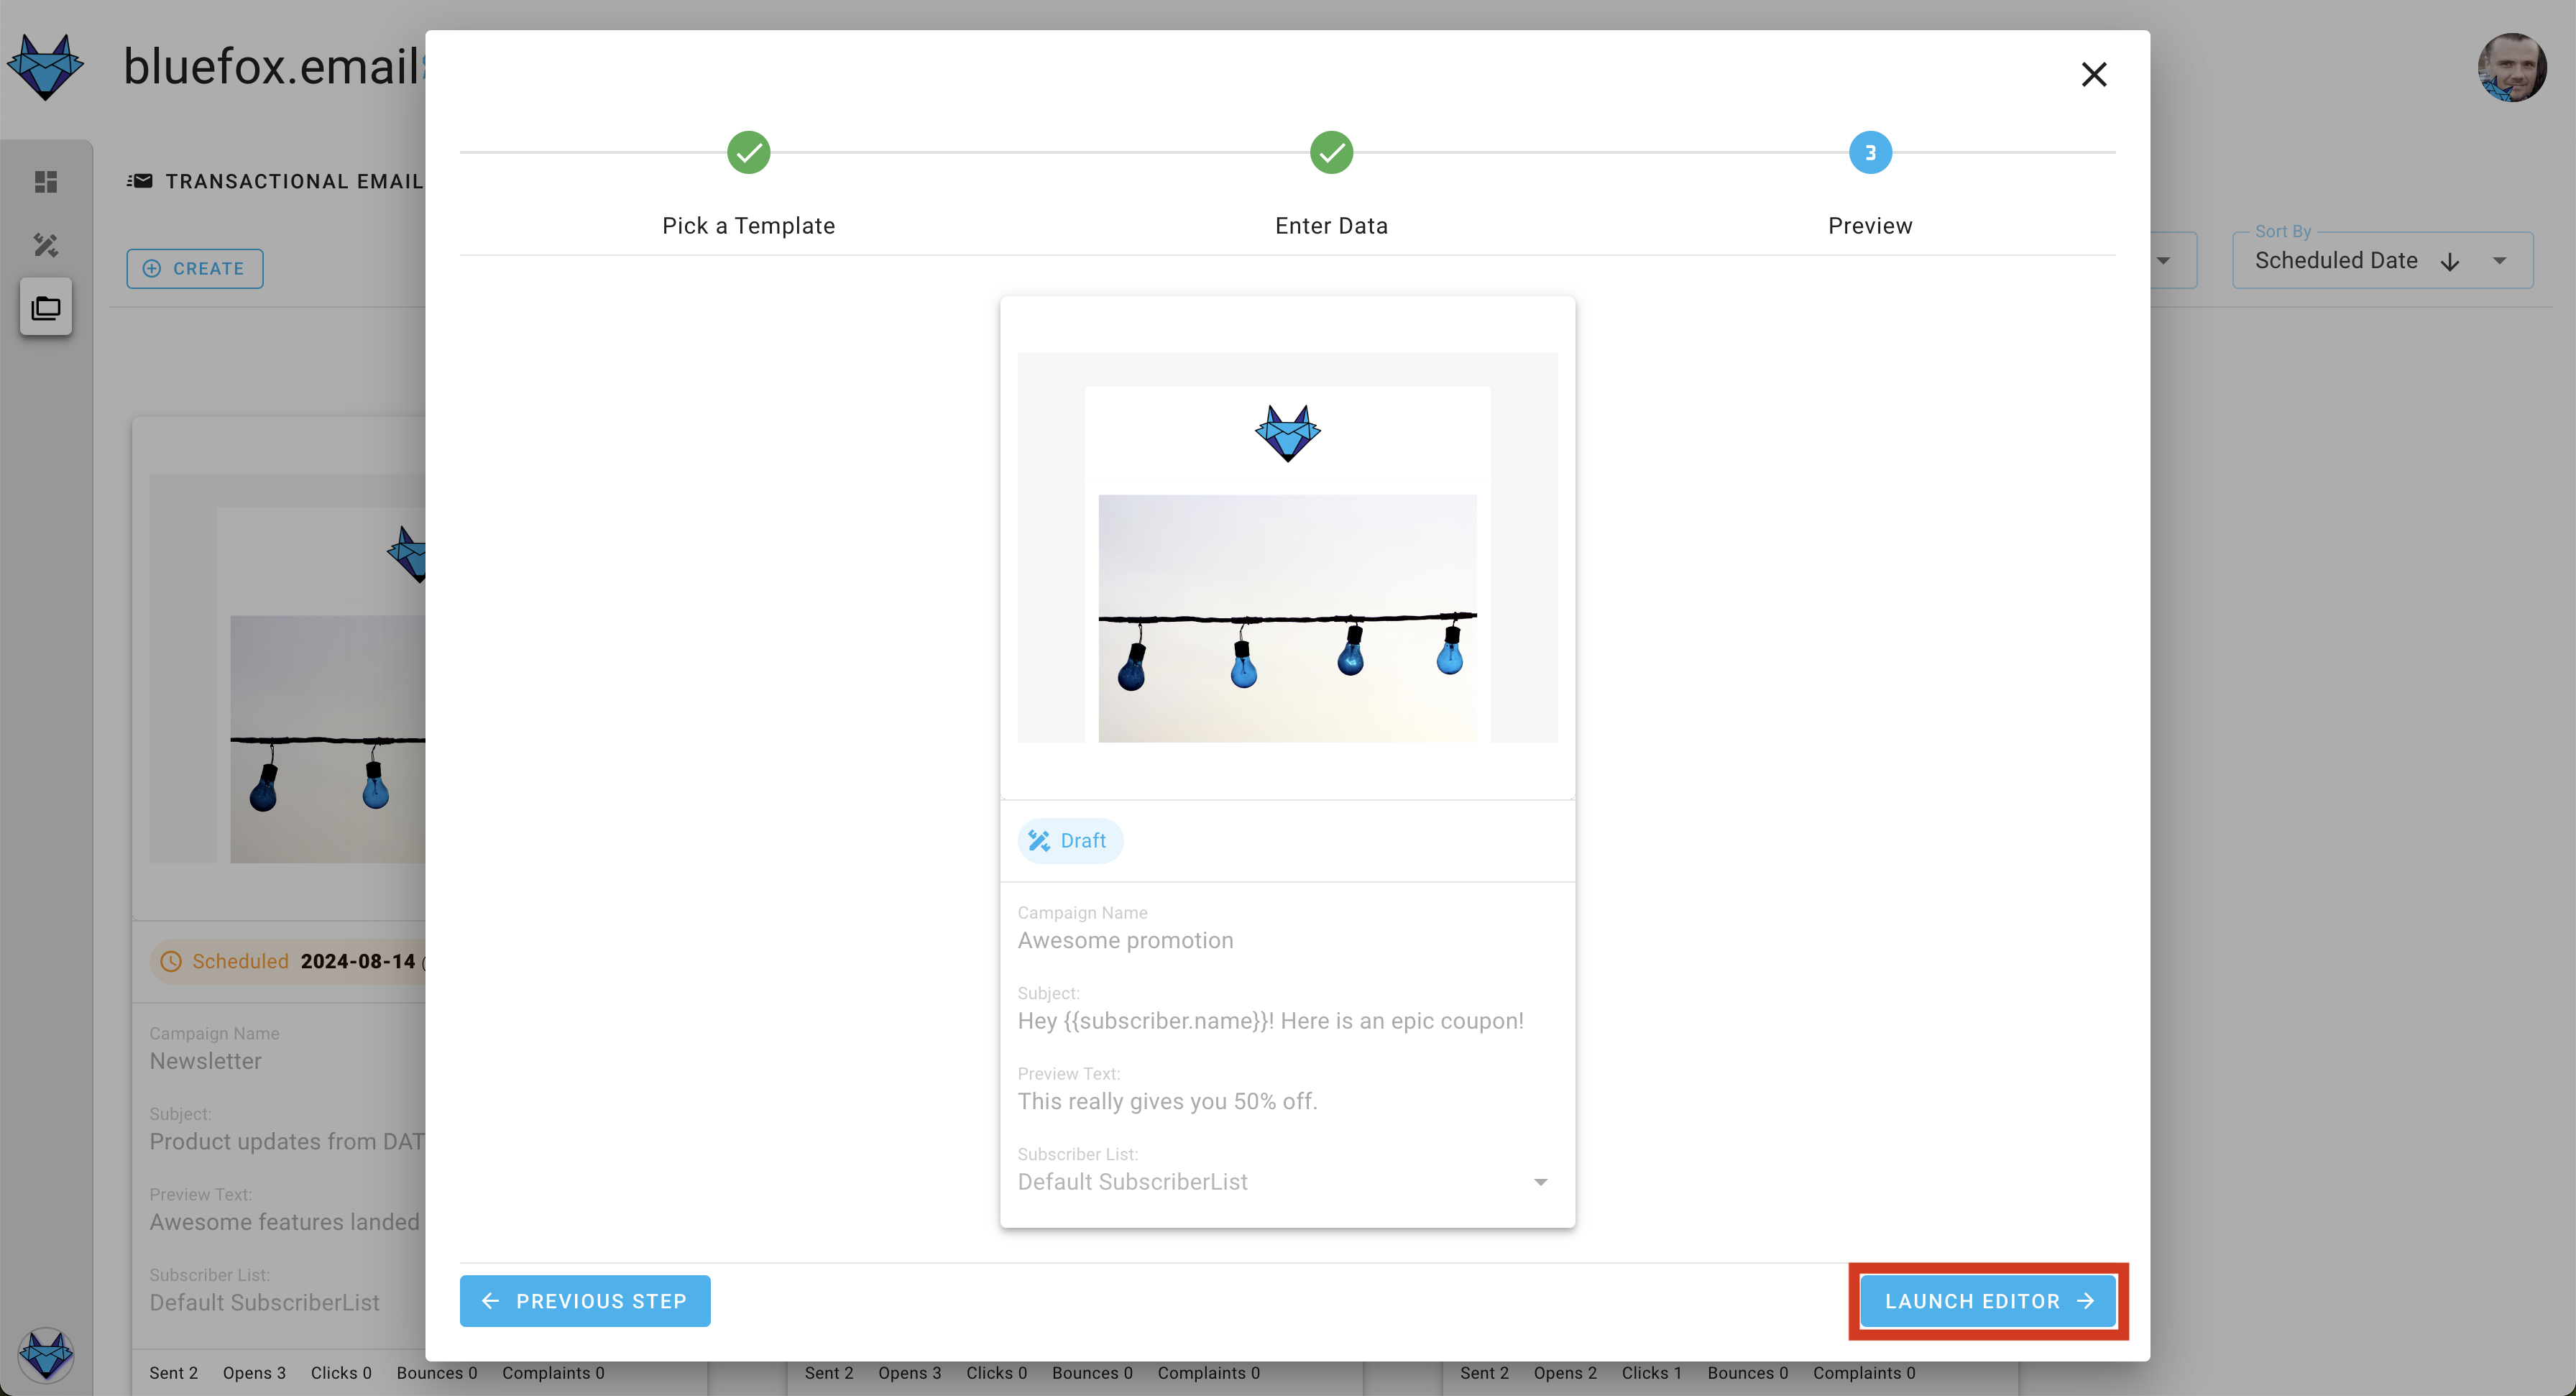 bluefox.email
TRANSACTIONAL EMAIL
CREATE
Sort By
Scheduled Date
3
Pick a Template
Enter Data
Preview
Draft
Campaign Name
Awesome promotion
Subject:
Hey {{subscriber.name}}! Here is an epic coupon!
Preview Text:
This really gives you 50% off.
Subscriber List:
Default SubscriberList
PREVIOUS STEP
LAUNCH EDITOR
Scheduled 2024-08-14 (
Campaign Name
Newsletter
Subject:
Product updates from DAT
Preview Text:
Awesome features landed
Subscriber List:
Default SubscriberList
Sent 2 Opens 3 Clicks 0 Bounces 0 Complaints 0
Sent 2 Opens 3 Clicks 0 Bounces 0 Complaints 0
Sent 2 Opens 2 Clicks 1 Bounces 0 Complaints 0